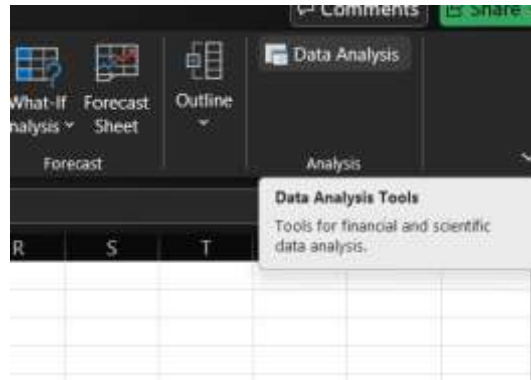 Comments
Share
Data Analysis
What-If
Analysis
Forecast
Sheet
Outline
Forecast
Analysis
Data Analysis Tools
Tools for financial and scientific
data analysis.
R
S
T